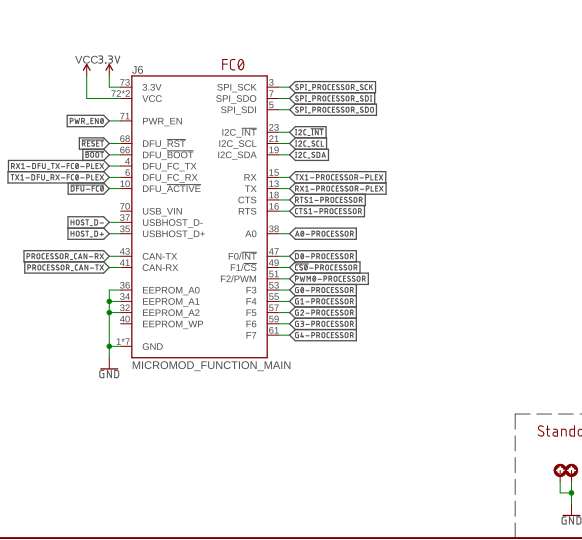 VCC 3.3V
J6
FC0
73 3.3V
72*2 VCC
PWR_EN0 71 PWR_EN
RESET 68 DFU_RST
BOOT 66 DFU_BOOT
RX1-DFU_TX-FC0-PLEX 4 DFU_FC_TX
TX1-DFU_RX-FC0-PLEX 6 DFU_FC_RX
DFU-FC0 10 DFU_ACTIVE
70 USB_VIN
HOST_D- 37 USBHOST_D-
HOST_D+ 35 USBHOST_D+
PROCESSOR_CAN-RX 43 CAN-TX
PROCESSOR_CAN-TX 41 CAN-RX
36 EEPROM_A0
34 EEPROM_A1
32 EEPROM_A2
40 EEPROM_WP
1*7 GND
GND
SPI_SCK 3 SPI_PROCESSOR_SCK
SPI_SDO 7 SPI_PROCESSOR_SDI
SPI_SDI 5 SPI_PROCESSOR_SDO
I2C_INT 23 I2C_INT
I2C_SCL 21 I2C_SCL
I2C_SDA 19 I2C_SDA
RX 15 TX1-PROCESSOR-PLEX
TX 13 RX1-PROCESSOR-PLEX
CTS 18 RTS1-PROCESSOR
RTS 16 CTS1-PROCESSOR
A0 38 A0-PROCESSOR
F0/INT 47 D0-PROCESSOR
F1/CS 49 CS0-PROCESSOR
F2/PWM 51 PWM0-PROCESSOR
F3 53 G0-PROCESSOR
F4 55 G1-PROCESSOR
F5 57 G2-PROCESSOR
F6 59 G3-PROCESSOR
F7 61 G4-PROCESSOR
MICROMOD_FUNCTION_MAIN
Stando
GND